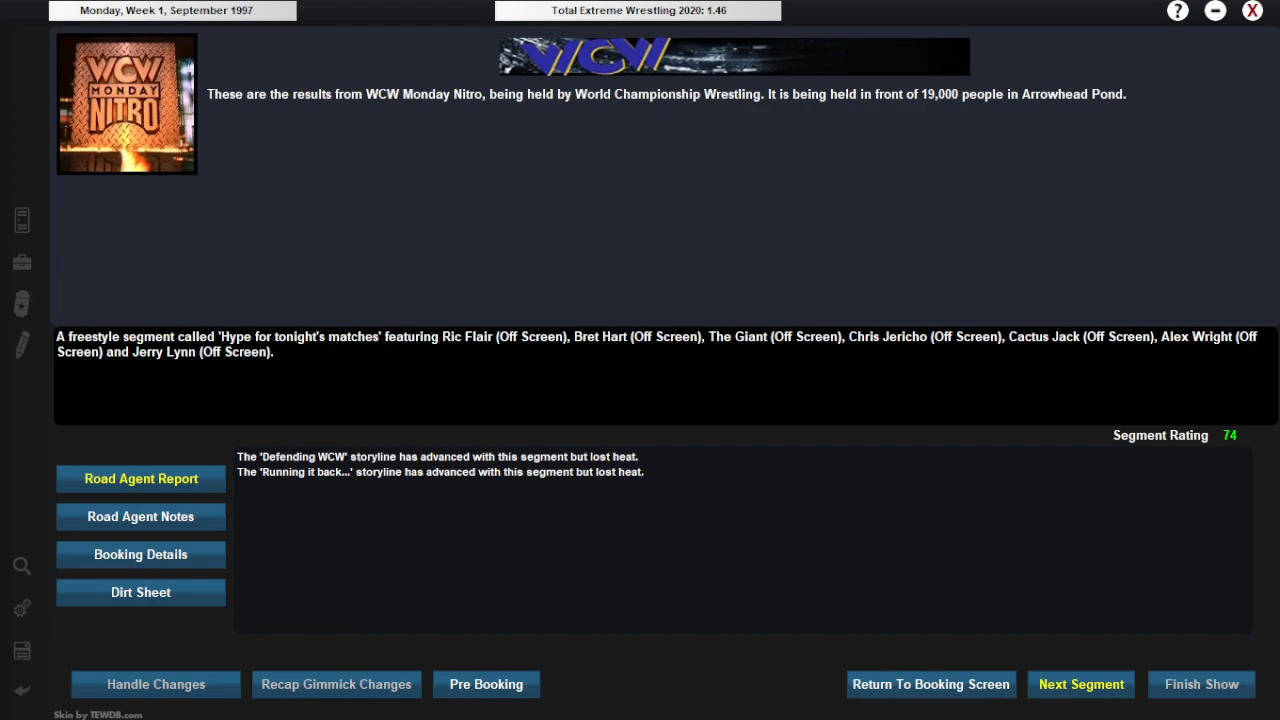 Monday, Week 1, September 1997
Total Extreme Wrestling 2020: 1.46
? X
WCW
WCW
MONDAY
NITRO
These are the results from WCW Monday Nitro, being held by World Championship Wrestling. It is being held in front of 19,000 people in Arrowhead Pond.
A freestyle segment called 'Hype for tonight's matches' featuring Ric Flair (Off Screen), Bret Hart (Off Screen), The Giant (Off Screen), Chris Jericho (Off Screen), Cactus Jack (Off Screen), Alex Wright (Off
Screen) and Jerry Lynn (Off Screen).
Segment Rating 74
The 'Defending WCW' storyline has advanced with this segment but lost heat.
The 'Running it back...' storyline has advanced with this segment but lost heat.
Road Agent Report
Road Agent Notes
Booking Details
Dirt Sheet
Handle Changes
Recap Gimmick Changes
Pre Booking
Return To Booking Screen
Next Segment
Finish Show
Skin by TEWDB.com